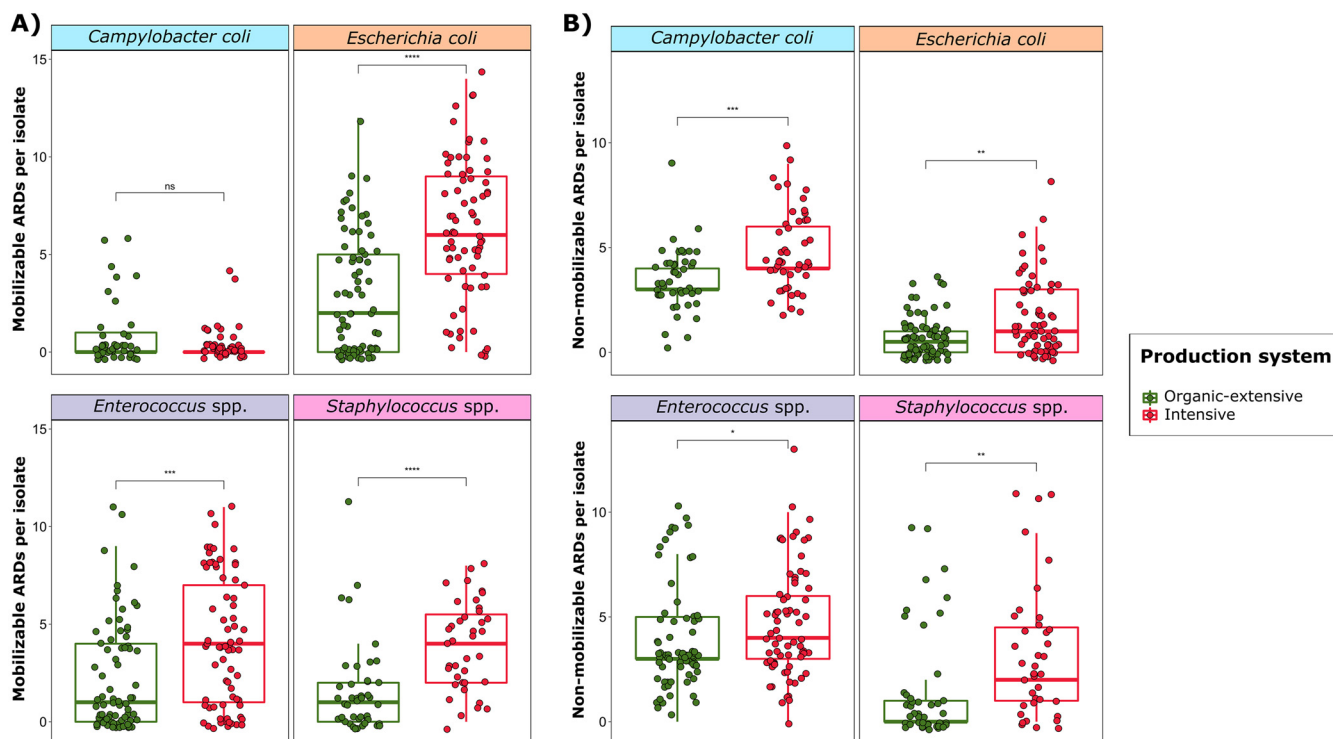 A)
B)
Campylobacter coli
Escherichia coli
Campylobacter coli
Escherichia coli
Mobilizable ARDs per isolate
15
10
5
0
ns
****
Non-mobilizable ARDs per isolate
10
5
0
***
**
Enterococcus spp.
Staphylococcus spp.
Enterococcus spp.
Staphylococcus spp.
Mobilizable ARDs per isolate
15
10
5
0
***
****
Non-mobilizable ARDs per isolate
10
5
0
*
**
Production system
Organic-extensive
Intensive